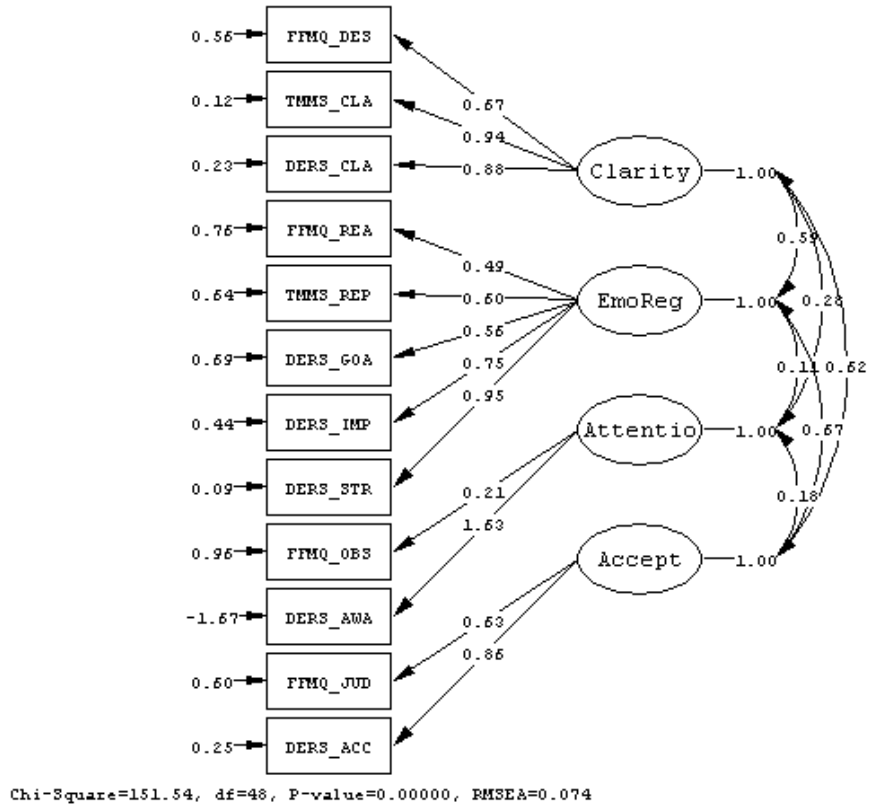 0.56 FFMQ_DES
0.67
0.12 TMMS_CLA
0.94
0.23 DERS_CLA 0.88 Clarity 1.00
0.76 FFMQ_REA
0.59
0.49
0.64 TMMS_REP 0.60 EmoReg 1.00 0.28
0.56
0.69 DERS_GOA 0.75 0.11 0.62
0.95
0.44 DERS_IMP Attentio 1.00 0.67
0.09 DERS_STR 0.18
0.21
1.63
0.96 FFMQ_OBS Accept 1.00
-1.67 DERS_AWA
0.63
0.86
0.60 FFMQ_JUD
0.25 DERS_ACC
Chi-Square=151.54, df=48, P-value=0.00000, RMSEA=0.074